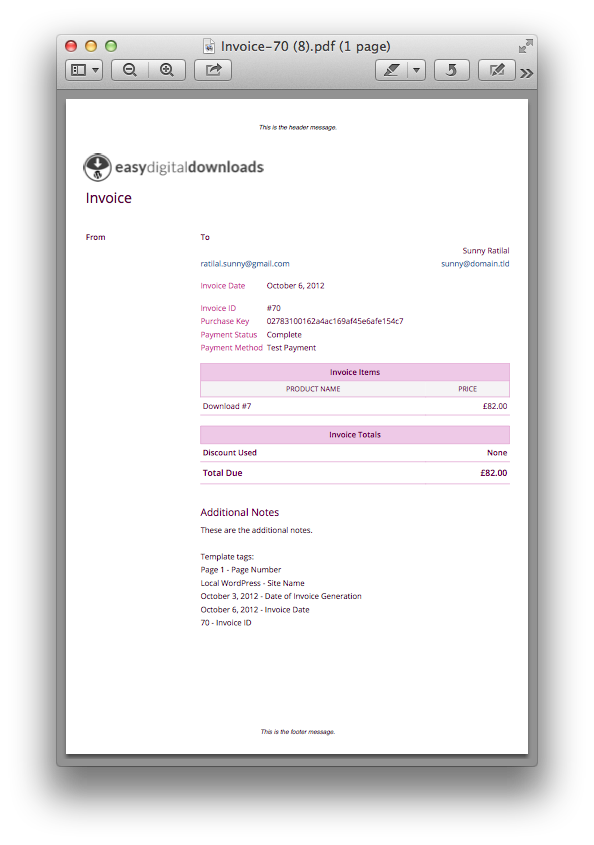 Invoice-70 (8).pdf (1 page)
This is the header message.
easydigitaldownloads
Invoice
From
To
Sunny Ratilal
ratilal.sunny@gmail.com sunny@domain.tld
Invoice Date October 6, 2012
Invoice ID #70
Purchase Key 02783100162a4ac169af45e6afe154c7
Payment Status Complete
Payment Method Test Payment
Invoice Items
PRODUCT NAME PRICE
Download #7 £82.00
Invoice Totals
Discount Used None
Total Due £82.00
Additional Notes
These are the additional notes.
Template tags:
Page 1 - Page Number
Local WordPress - Site Name
October 3, 2012 - Date of Invoice Generation
October 6, 2012 - Invoice Date
70 - Invoice ID
This is the footer message.